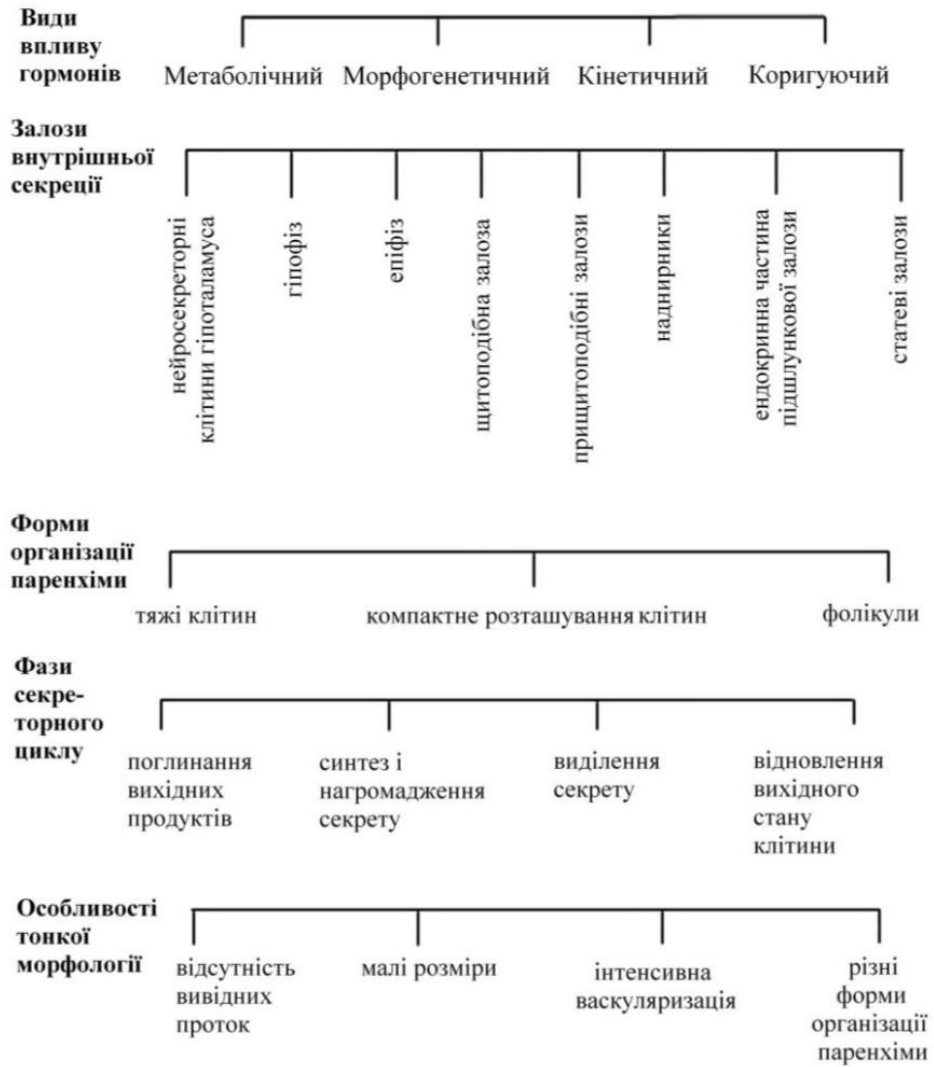 Види
впливу
гормонів
Метаболічний Морфогенетичний Кінетичний Коригуючий
Залози
внутрішньої
секреції
нейросекреторні
клітини гіпоталамуса
гіпофіз
епіфіз
щитоподібна залоза
прищитоподібні залози
наднирники
ендокринна частина
підшлункової залози
статеві залози
Форми
організації
паренхіми
тяжі клітин компактне розташування клітин фолікули
Фази
секре-
торного
циклу
поглинання
вихідних
продуктів
синтез і
нагромадження
секрету
виділення
секрету
відновлення
вихідного
стану
клітини
Особливості
тонкої
морфології
відсутність
вивідних
проток
малі розміри
інтенсивна
васкуляризація
різні
форми
організації
паренхіми